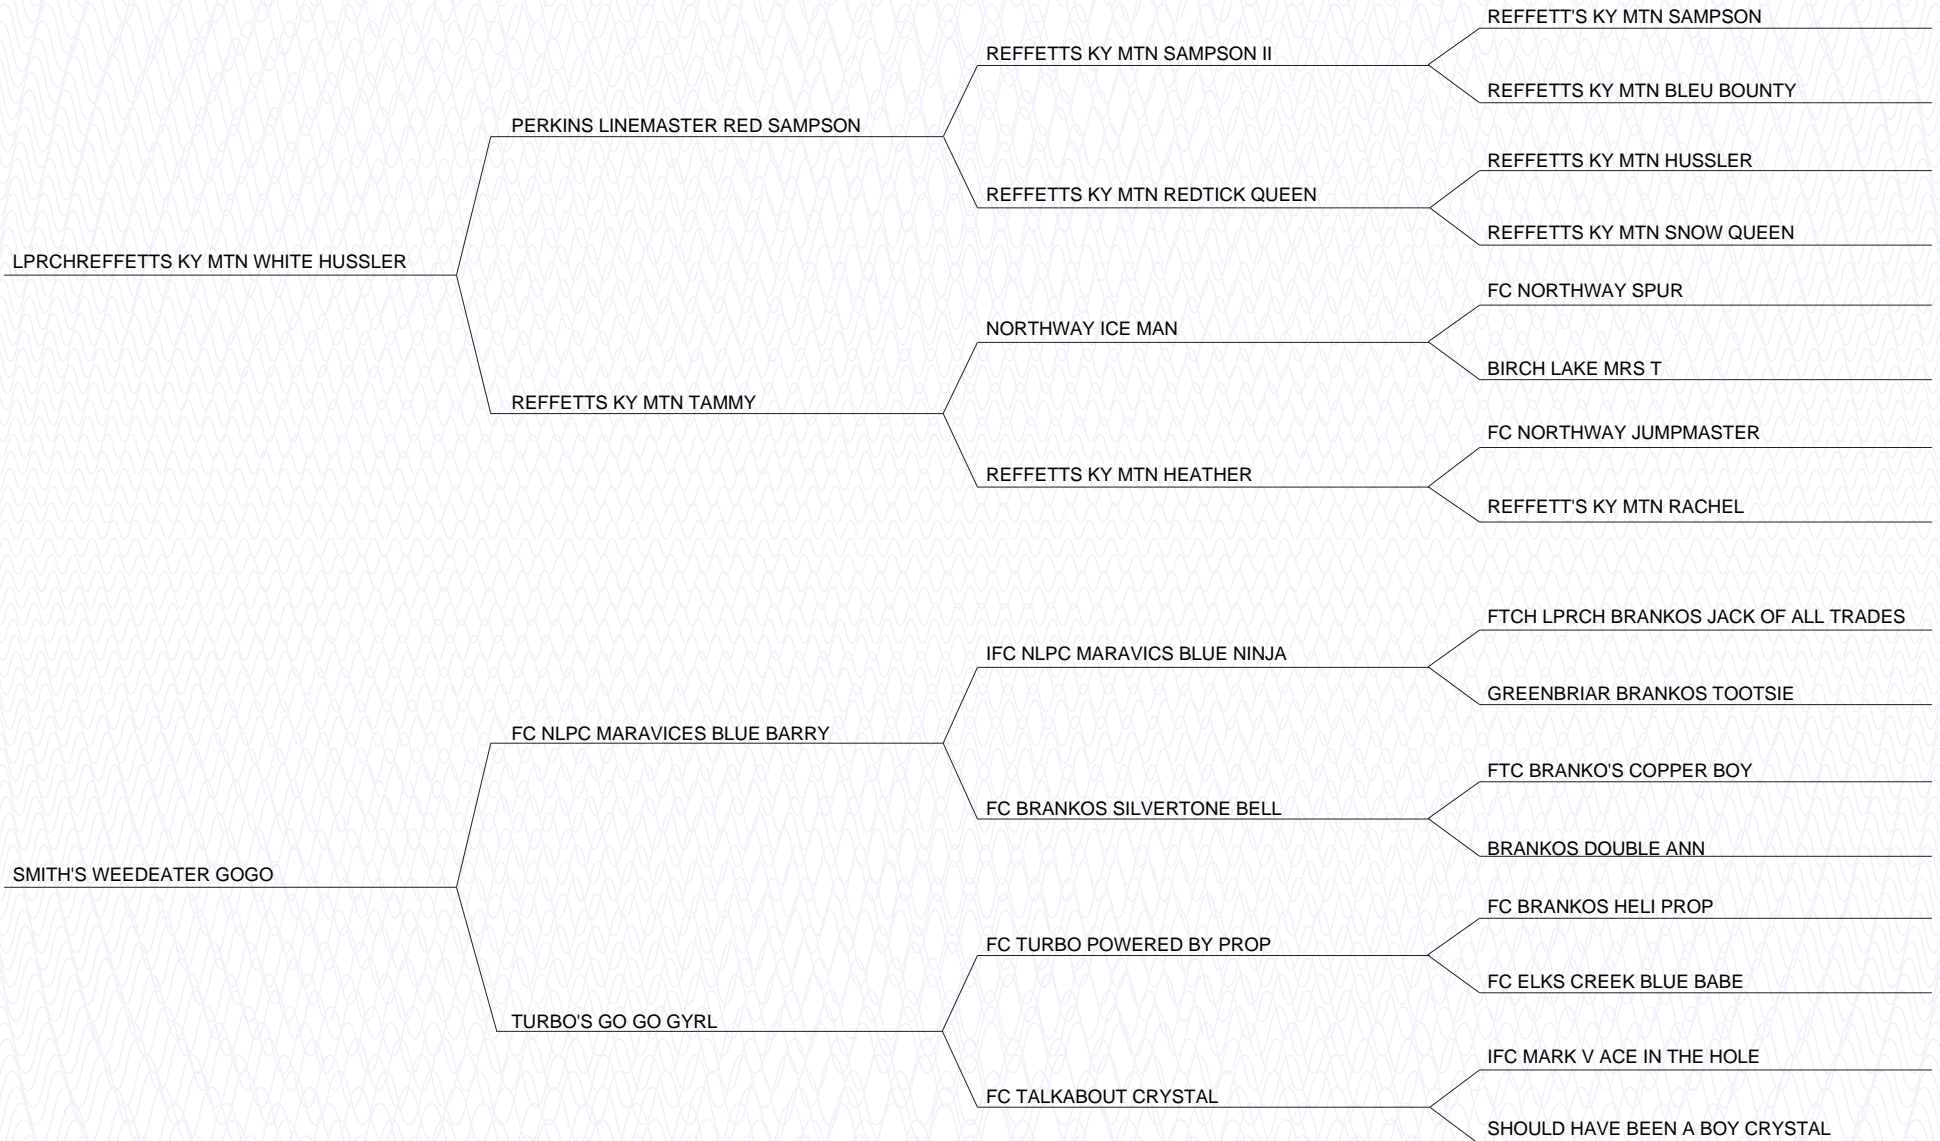 REFFETT'S KY MTN SAMPSON
REFFETTS KY MTN SAMPSON II
REFFETTS KY MTN BLEU BOUNTY
PERKINS LINEMASTER RED SAMPSON
REFFETTS KY MTN HUSSLER
REFFETTS KY MTN REDTICK QUEEN
REFFETTS KY MTN SNOW QUEEN
LPRCHREFFETTS KY MTN WHITE HUSSLER
FC NORTHWAY SPUR
NORTHWAY ICE MAN
BIRCH LAKE MRS T
REFFETTS KY MTN TAMMY
FC NORTHWAY JUMPMASTER
REFFETTS KY MTN HEATHER
REFFETT'S KY MTN RACHEL
FTCH LPRCH BRANKOS JACK OF ALL TRADES
IFC NLPC MARAVICS BLUE NINJA
GREENBRIAR BRANKOS TOOTSIE
FC NLPC MARAVICES BLUE BARRY
FTC BRANKO'S COPPER BOY
FC BRANKOS SILVERTONE BELL
BRANKOS DOUBLE ANN
SMITH'S WEEDEATER GOGO
FC BRANKOS HELI PROP
FC TURBO POWERED BY PROP
FC ELKS CREEK BLUE BABE
TURBO'S GO GO GYRL
IFC MARK V ACE IN THE HOLE
FC TALKABOUT CRYSTAL
SHOULD HAVE BEEN A BOY CRYSTAL